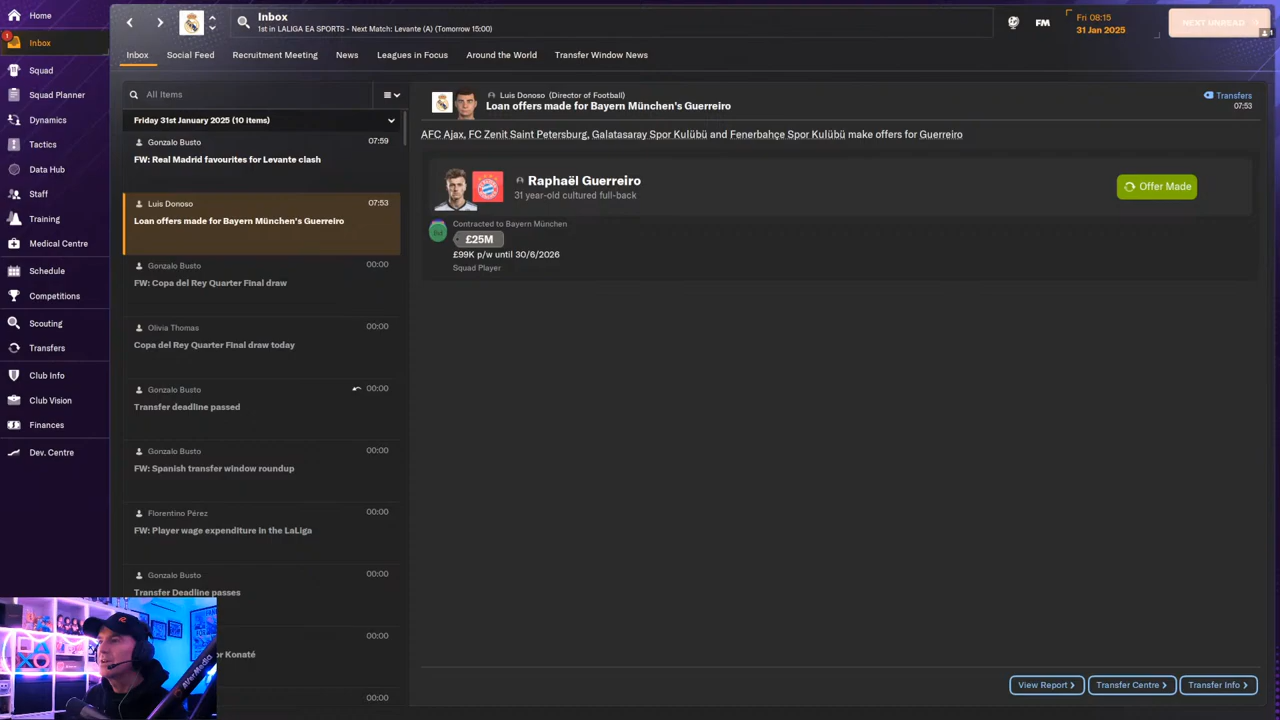 Home
Inbox
Squad
Squad Planner
Dynamics
Tactics
Data Hub
Staff
Training
Medical Centre
Schedule
Competitions
Scouting
Transfers
Club Info
Club Vision
Finances
Dev. Centre
1
Inbox
1st in LALIGA EA SPORTS - Next Match: Levante (A) (Tomorrow 15:00)
FM
Fri 08:15
31 Jan 2025
NEXT UNREAD
1
Inbox
Social Feed
Recruitment Meeting
News
Leagues in Focus
Around the World
Transfer Window News
All Items
Friday 31st January 2025 (10 items)
Gonzalo Busto 07:59
FW: Real Madrid favourites for Levante clash
Luis Donoso 07:53
Loan offers made for Bayern München's Guerreiro
Gonzalo Busto 00:00
FW: Copa del Rey Quarter Final draw
Olivia Thomas 00:00
Copa del Rey Quarter Final draw today
Gonzalo Busto 00:00
Transfer deadline passed
Gonzalo Busto 00:00
FW: Spanish transfer window roundup
Florentino Pérez 00:00
FW: Player wage expenditure in the LaLiga
Gonzalo Busto 00:00
Transfer Deadline passes
00:00
Konaté
00:00
Luis Donoso (Director of Football)
Loan offers made for Bayern München's Guerreiro
Transfers
07:53
AFC Ajax, FC Zenit Saint Petersburg, Galatasaray Spor Kulübü and Fenerbahçe Spor Kulübü make offers for Guerreiro
Raphaël Guerreiro
31 year-old cultured full-back
Offer Made
Contracted to Bayern München
£25M
£99K p/w until 30/6/2026
Squad Player
View Report
Transfer Centre
Transfer Info
AVerMedia